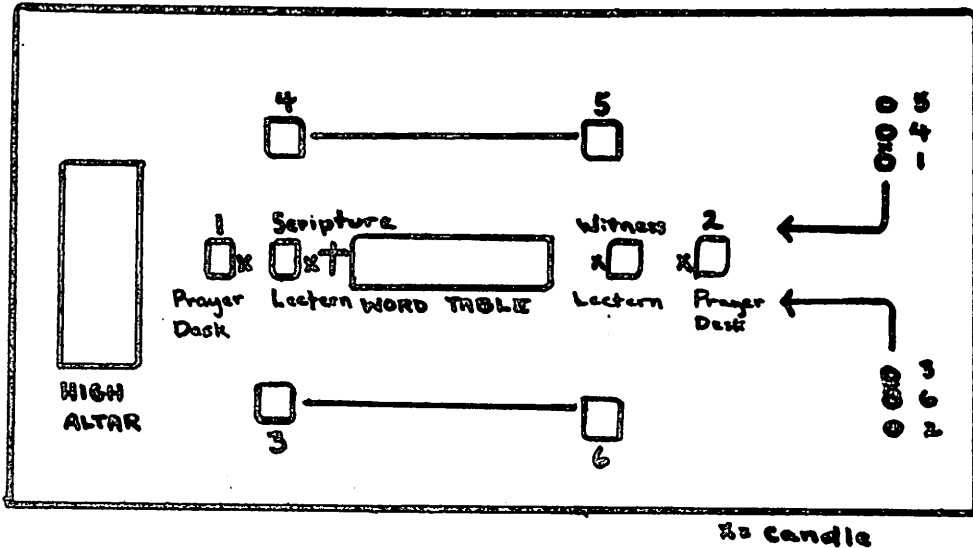 4
5
5
4
1
1
Scripture
Witness
2
x
x
x
x
Prayer
Desk
Lectern
WORD TABLE
Lectern
Prayer
Desk
HIGH
ALTAR
3
6
3
6
2
x= Candle